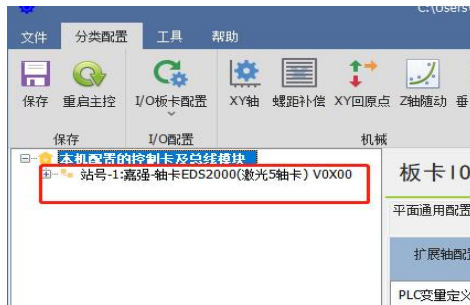 C:\Users
文件 分类配置 工具 帮助
保存 重启主控 I/O板卡配置 XY轴 螺距补偿 XY回原点 Z轴随动 垂
保存 I/O配置 机械
本机配置的控制卡及总线模块
站号-1:嘉强-轴卡EDS2000(激光5轴卡) V0X00
板卡10
平面通用配置
扩展轴配
PLC变量定义